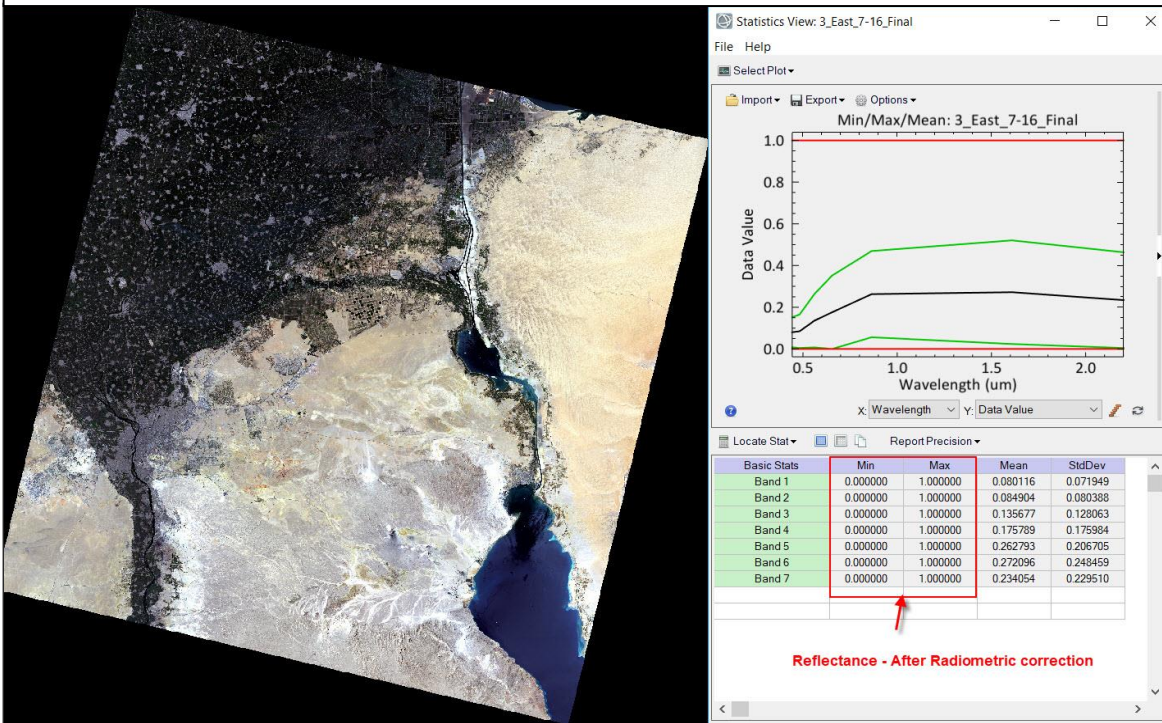 Statistics View: 3_East_7-16_Final
File Help
Select Plot
Import Export Options
Min/Max/Mean: 3_East_7-16_Final
1.0
0.8
0.6
0.4
0.2
0.0
Data Value
0.5 1.0 1.5 2.0
Wavelength (um)
X: Wavelength Y: Data Value
Locate Stat Report Precision
Basic Stats Min Max Mean StdDev
Band 1 0.000000 1.000000 0.080116 0.071949
Band 2 0.000000 1.000000 0.084904 0.080388
Band 3 0.000000 1.000000 0.135677 0.128063
Band 4 0.000000 1.000000 0.175789 0.175984
Band 5 0.000000 1.000000 0.262793 0.206705
Band 6 0.000000 1.000000 0.272096 0.248459
Band 7 0.000000 1.000000 0.234054 0.229510
Reflectance - After Radiometric correction